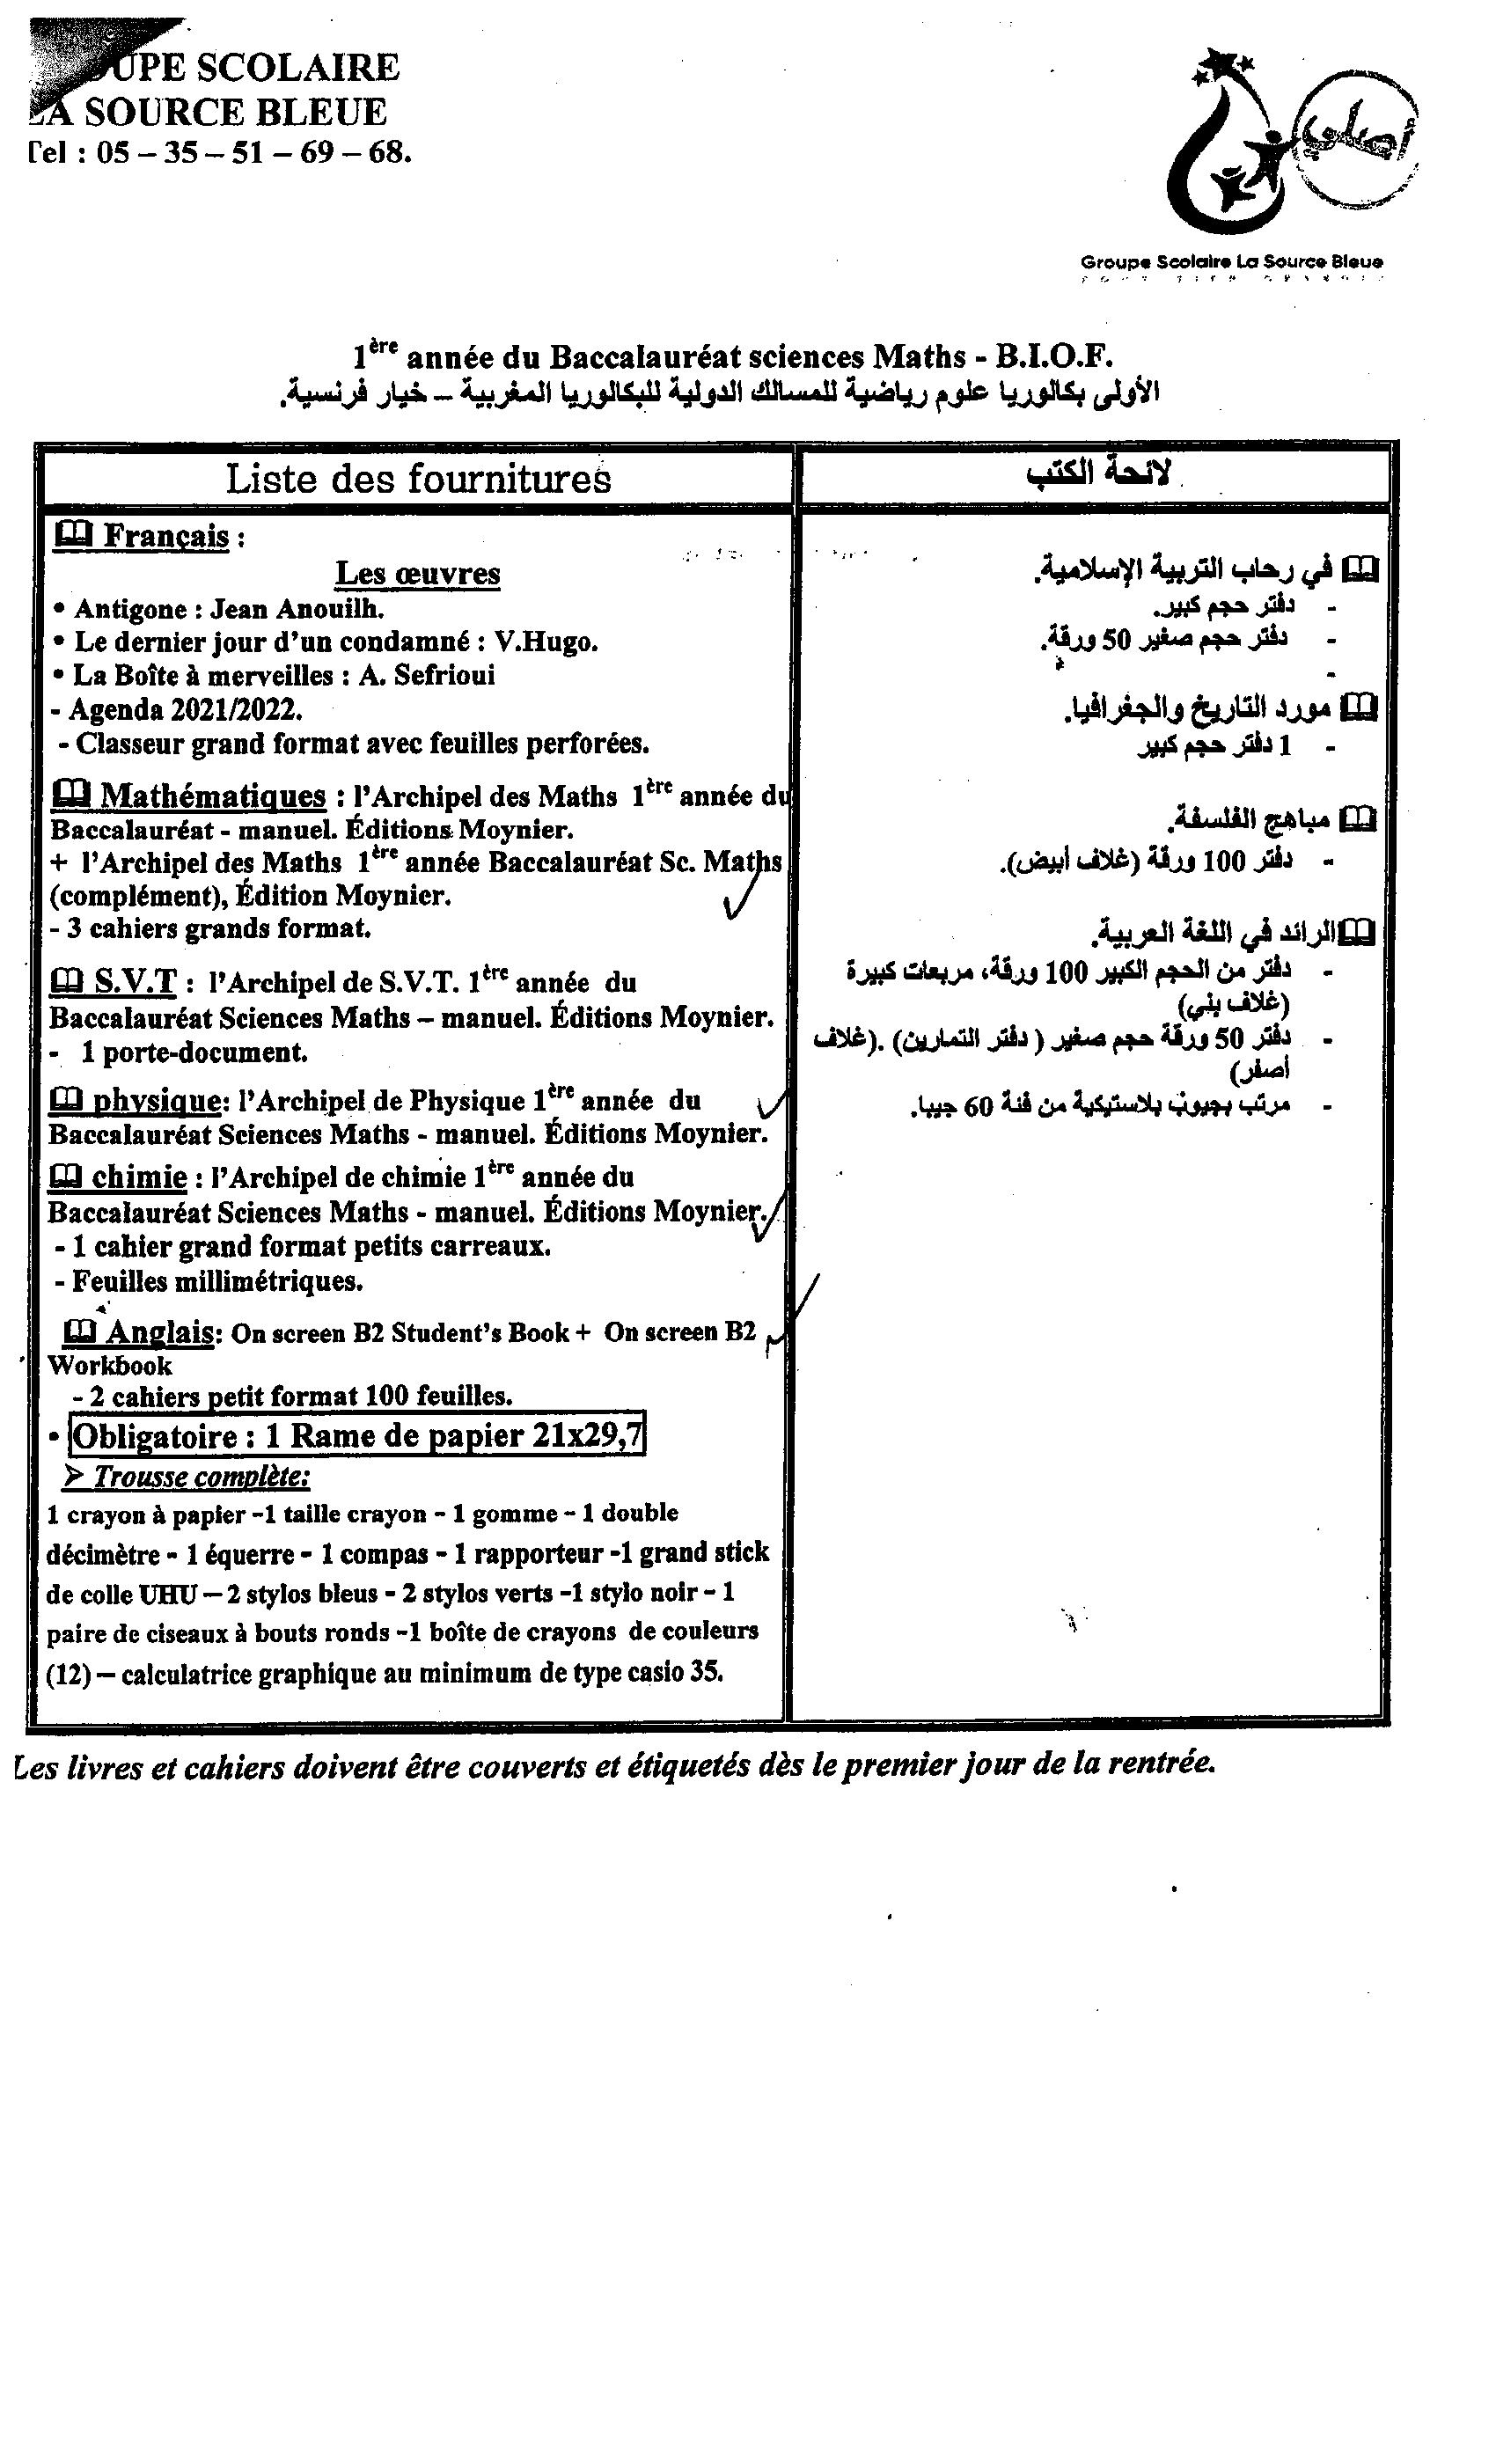 UPE SCOLAIRE
LA SOURCE BLEUE
Tel : 05 – 35 – 51 – 69 – 68.
أصلي
Groupe Scolaire La Source Bleue
1ère année du Baccalauréat sciences Maths - B.I.O.F.
الأولى بكالوريا علوم رياضية للمسالك الدولية للبكالوريا المغربية – خيار فرنسية.
Liste des fournitures
Français :
Les œuvres
• Antigone : Jean Anouilh.
• Le dernier jour d’un condamné : V.Hugo.
• La Boîte à merveilles : A. Sefrioui
- Agenda 2021/2022.
- Classeur grand format avec feuilles perforées.
Mathématiques : l’Archipel des Maths 1ère année du
Baccalauréat - manuel. Éditions Moynier.
+ l’Archipel des Maths 1ère année Baccalauréat Sc. Maths
(complément), Édition Moynier.
- 3 cahiers grands format.
S.V.T : l’Archipel de S.V.T. 1ère année du
Baccalauréat Sciences Maths – manuel. Éditions Moynier.
- 1 porte-document.
physique: l’Archipel de Physique 1ère année du
Baccalauréat Sciences Maths - manuel. Éditions Moynier.
chimie : l’Archipel de chimie 1ère année du
Baccalauréat Sciences Maths - manuel. Éditions Moynier.
- 1 cahier grand format petits carreaux.
- Feuilles millimétriques.
Anglais: On screen B2 Student’s Book + On screen B2
Workbook
- 2 cahiers petit format 100 feuilles.
• Obligatoire : 1 Rame de papier 21x29,7
➢ Trousse complète:
1 crayon à papier -1 taille crayon - 1 gomme - 1 double
décimètre - 1 équerre - 1 compas - 1 rapporteur -1 grand stick
de colle UHU – 2 stylos bleus - 2 stylos verts -1 stylo noir - 1
paire de ciseaux à bouts ronds -1 boîte de crayons de couleurs
(12) – calculatrice graphique au minimum de type casio 35.
لائحة الكتب
في رحاب التربية الإسلامية.
- دفتر حجم كبير.
- دفتر حجم صغير 50 ورقة.
-
مورد التاريخ والجغرافيا.
- 1 دفتر حجم كبير
مباهج الفلسفة.
- دفتر 100 ورقة (غلاف أبيض).
الرائد في اللغة العربية.
- دفتر من الحجم الكبير 100 ورقة، مربعات كبيرة
(غلاف بني)
- دفتر 50 ورقة حجم صغير ( دفتر التمارين) .(غلاف
أصفر)
- مرتب بجيوب بلاستيكية من فئة 60 جيبا.
Les livres et cahiers doivent être couverts et étiquetés dès le premier jour de la rentrée.